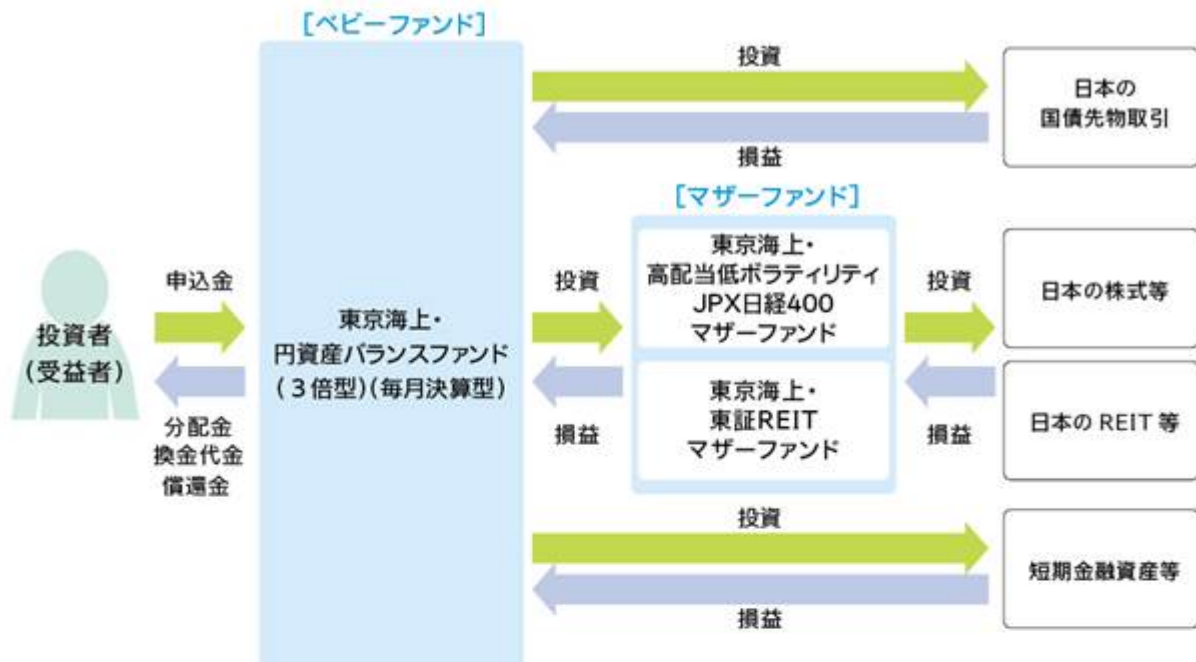 ［ベビーファンド］
投資
日本の
国債先物取引
損益
［マザーファンド］
申込金
投資者
（受益者）
分配金
換金代金
償還金
東京海上・
円資産バランスファンド
（３倍型）（毎月決算型）
投資
損益
東京海上・
高配当低ボラティリティ
JPX日経400
マザーファンド
東京海上・
東証REIT
マザーファンド
投資
損益
日本の株式等
日本の REIT 等
投資
短期金融資産等
損益